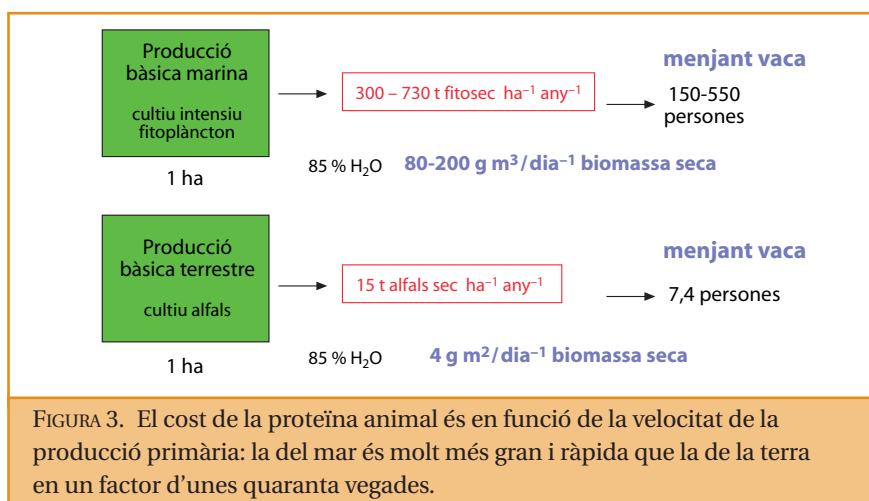 Producció
bàsica marina
cultiu intensiu
fitoplàncton
1 ha
300 – 730 t fitosec ha⁻¹ any⁻¹
85 % H₂O
80-200 g m³/dia⁻¹ biomassa seca
menjant vaca
150-550
persones
Producció
bàsica terrestre
cultiu alfals
1 ha
15 t alfals sec ha⁻¹ any⁻¹
85 % H₂O
4 g m²/dia⁻¹ biomassa seca
menjant vaca
7,4 persones
FIGURA 3. El cost de la proteïna animal és en funció de la velocitat de la
producció primària: la del mar és molt més gran i ràpida que la de la terra
en un factor d’unes quaranta vegades.